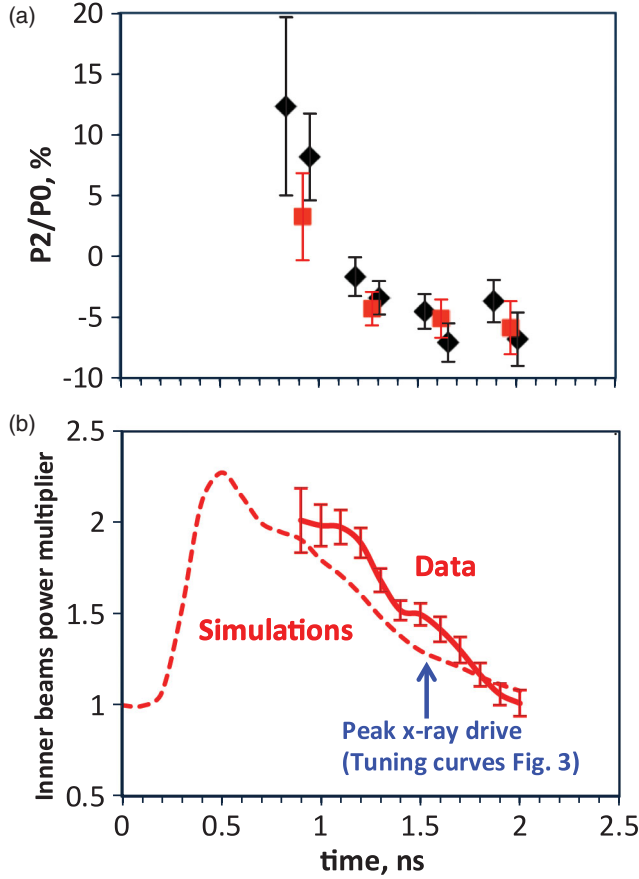 (a)
20
15
10
5
0
-5
-10
P2/P0, %
(b)
2.5
2
1.5
1
0.5
Innner beams power multiplier
Data
Simulations
Peak x-ray drive
(Tuning curves Fig. 3)
0
0.5
1
1.5
2
2.5
time, ns